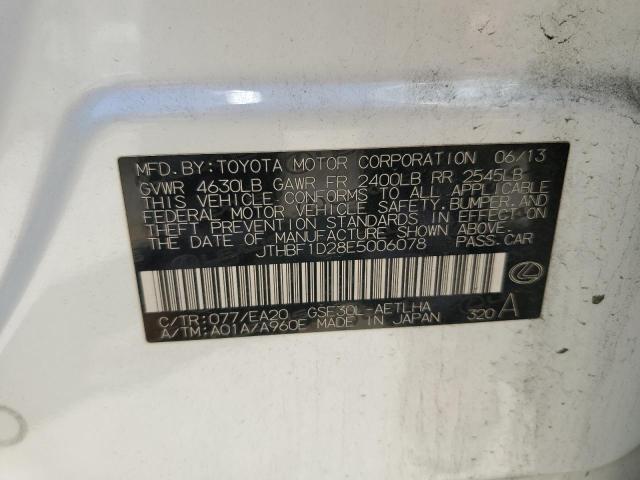 MFD. BY: TOYOTA MOTOR CORPORATION 06/13
GVWR 4630LB GAWR FR 2400LB RR 2545LB
THIS VEHICLE CONFORMS TO ALL APPLICABLE
FEDERAL MOTOR VEHICLE SAFETY, BUMPER, AND
THEFT PREVENTION STANDARDS IN EFFECT ON
THE DATE OF MANUFACTURE SHOWN ABOVE.
JTHBF1D28E5006078 PASS. CAR
C/TR: 077/EA20 GSE30L-AETLHA
A/TM: A01A/A960E MADE IN JAPAN 320 A